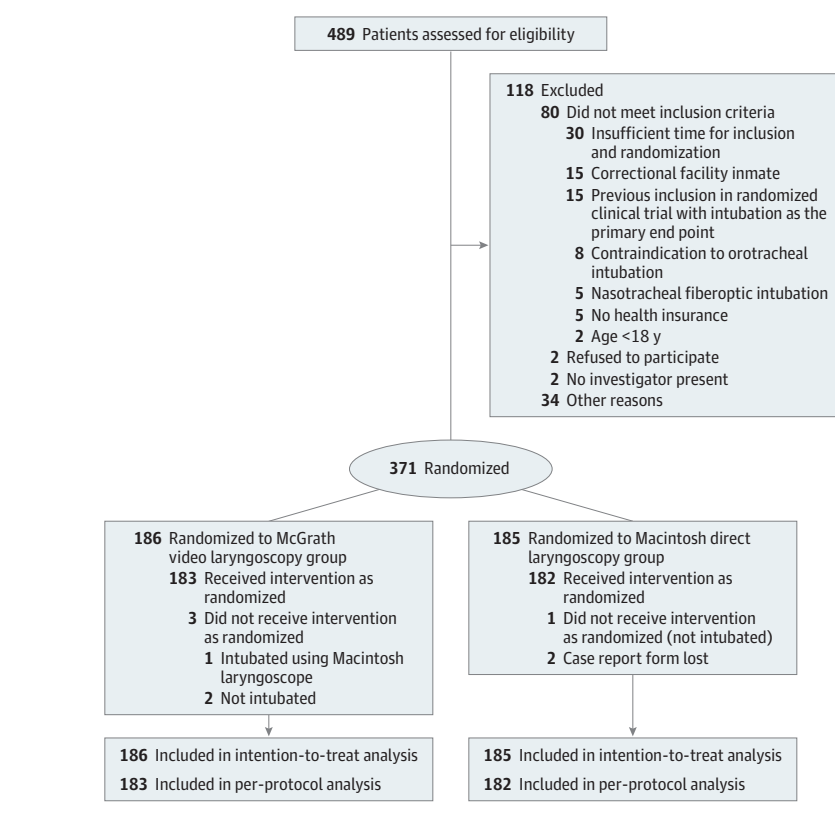 489 Patients assessed for eligibility
118 Excluded
80 Did not meet inclusion criteria
30 Insufficient time for inclusion
and randomization
15 Correctional facility inmate
15 Previous inclusion in randomized
clinical trial with intubation as the
primary end point
8 Contraindication to orotracheal
intubation
5 Nasotracheal fiberoptic intubation
5 No health insurance
2 Age <18 y
2 Refused to participate
2 No investigator present
34 Other reasons
371 Randomized
186 Randomized to McGrath
video laryngoscopy group
183 Received intervention as
randomized
3 Did not receive intervention
as randomized
1 Intubated using Macintosh
laryngoscope
2 Not intubated
185 Randomized to Macintosh direct
laryngoscopy group
182 Received intervention as
randomized
1 Did not receive intervention
as randomized (not intubated)
2 Case report form lost
186 Included in intention-to-treat analysis
183 Included in per-protocol analysis
185 Included in intention-to-treat analysis
182 Included in per-protocol analysis